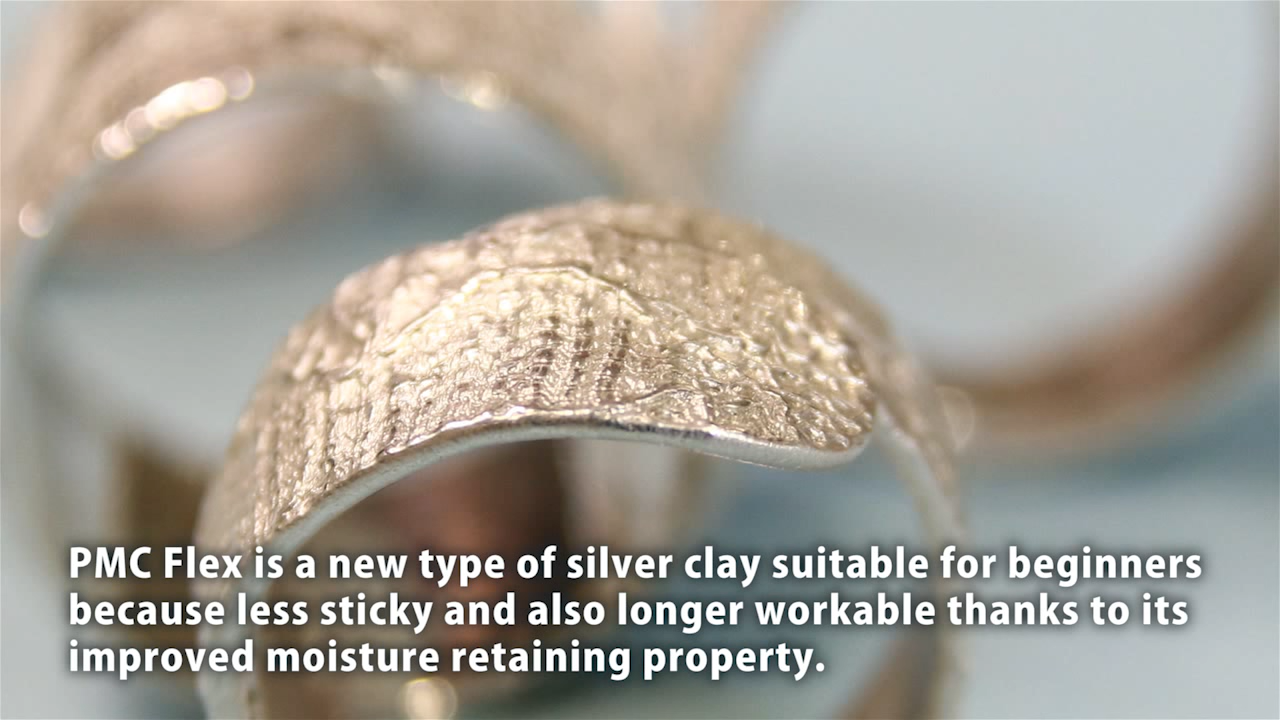 PMC Flex is a new type of silver clay suitable for beginners
because less sticky and also longer workable thanks to its
improved moisture retaining property.